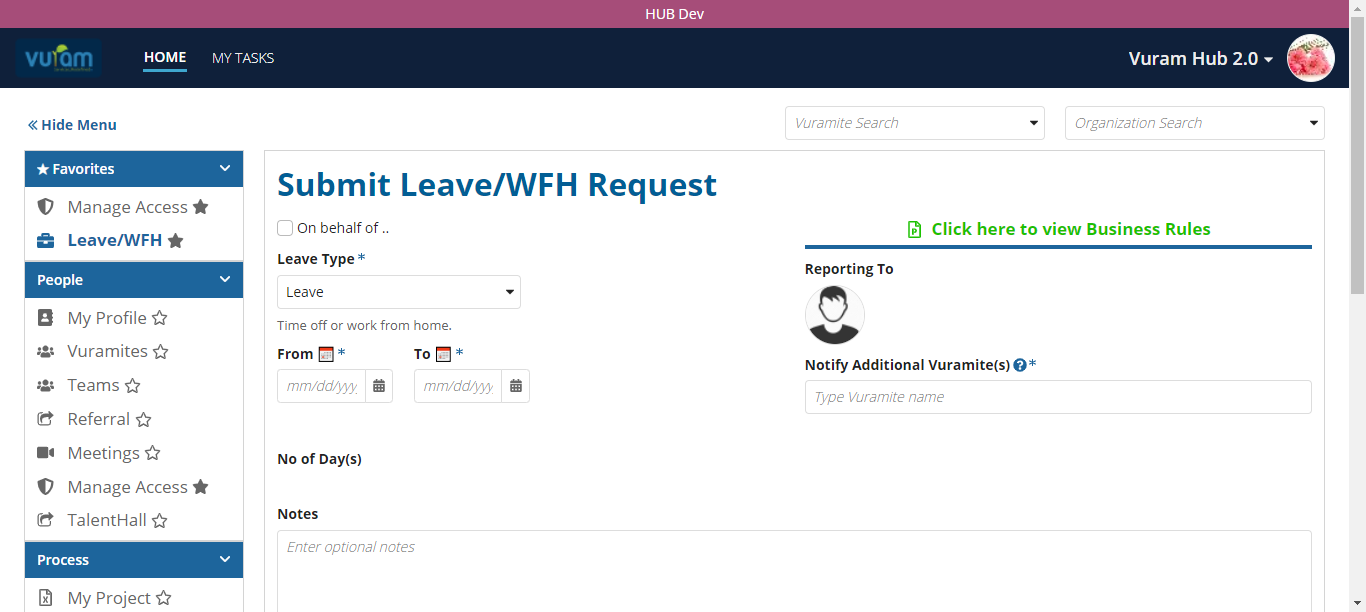 HUB Dev
vuram
HOME
MY TASKS
Vuram Hub 2.0
Hide Menu
Vuramite Search
Organization Search
Favorites
Manage Access
Leave/WFH
People
My Profile
Vuramites
Teams
Referral
Meetings
Manage Access
TalentHall
Process
My Project
Submit Leave/WFH Request
On behalf of ..
Leave Type *
Leave
Time off or work from home.
From *
To *
mm/dd/yyy
mm/dd/yyy
No of Day(s)
Notes
Enter optional notes
Click here to view Business Rules
Reporting To
Notify Additional Vuramite(s) ? *
Type Vuramite name